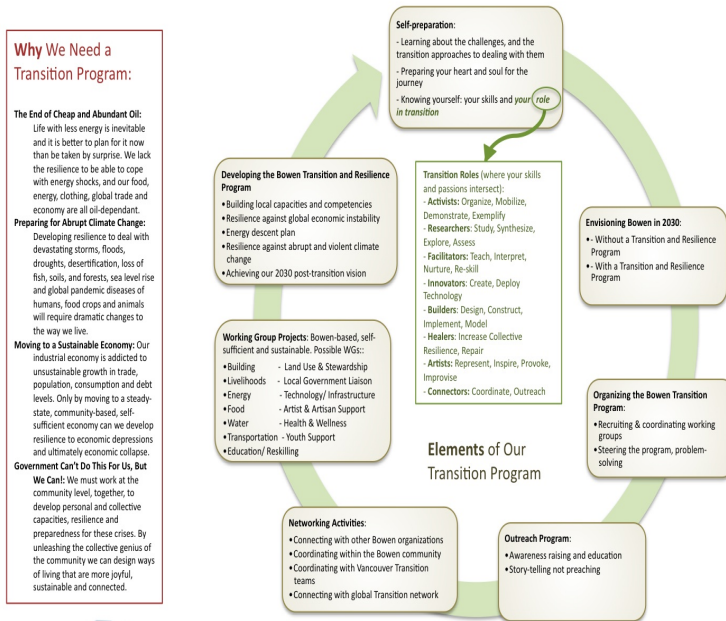 Why We Need a
Transition Program:
The End of Cheap and Abundant Oil:
Life with less energy is inevitable
and it is better to plan for it now
than be taken by surprise. We lack
the resilience to be able to cope
with energy shocks, and our food,
energy, clothing, global trade and
economy are all oil-dependant.
Preparing for Abrupt Climate Change:
Developing resilience to deal with
devastating storms, floods,
droughts, desertification, loss of
fish, soils, and forests, sea level rise
and global pandemic diseases of
humans, food crops and animals
will require dramatic changes to
the way we live.
Moving to a Sustainable Economy: Our
industrial economy is addicted to
unsustainable growth in trade,
population, consumption and debt
levels. Only by moving to a steady-
state, community-based, self-
sufficient economy can we develop
resilience to economic depressions
and ultimately economic collapse.
Government Can't Do This For Us, But
We Can!: We must work at the
community level, together, to
develop personal and collective
capacities, resilience and
preparedness for these crises. By
unleashing the collective genius of
the community we can design ways
of living that are more joyful,
sustainable and connected.
Self-preparation:
- Learning about the challenges, and the
transition approaches to dealing with them
- Preparing your heart and soul for the
journey
- Knowing yourself: your skills and your role
in transition
Transition Roles (where your skills
and passions intersect):
- Activists: Organize, Mobilize,
Demonstrate, Exemplify
- Researchers: Study, Synthesize,
Explore, Assess
- Facilitators: Teach, Interpret,
Nurture, Re-skill
- Innovators: Create, Deploy
Technology
- Builders: Design, Construct,
Implement, Model
- Healers: Increase Collective
Resilience, Repair
- Artists: Represent, Inspire, Provoke,
Improvise
- Connectors: Coordinate, Outreach
Envisioning Bowen in 2030:
•- Without a Transition and Resilience
Program
•- With a Transition and Resilience
Program
Organizing the Bowen Transition
Program:
•Recruiting & coordinating working
groups
•Steering the program, problem-
solving
Outreach Program:
•Awareness raising and education
•Story-telling not preaching
Networking Activities:
•Connecting with other Bowen organizations
•Coordinating within the Bowen community
•Coordinating with Vancouver Transition
teams
•Connecting with global Transition network
Working Group Projects: Bowen-based, self-
sufficient and sustainable. Possible WGs::
•Building - Land Use & Stewardship
•Livelihoods - Local Government Liaison
•Energy - Technology/ Infrastructure
•Food - Artist & Artisan Support
•Water - Health & Wellness
•Transportation - Youth Support
•Education/ Reskilling
Developing the Bowen Transition and Resilience
Program
•Building local capacities and competencies
•Resilience against global economic instability
•Energy descent plan
•Resilience against abrupt and violent climate
change
•Achieving our 2030 post-transition vision
Elements of Our
Transition Program